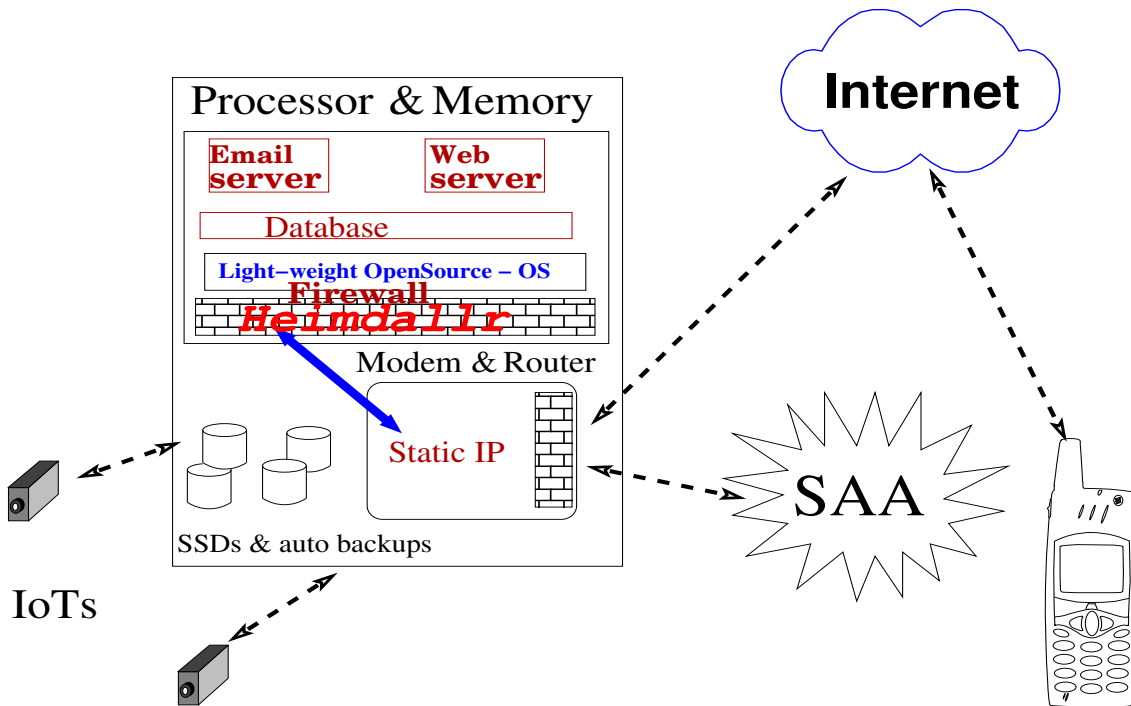 Internet
Processor & Memory
Email
server
Web
server
Database
Light-weight OpenSource - OS
Firewall
Heimdallr
Modem & Router
Static IP
SAA
SSDs & auto backups
IoTs